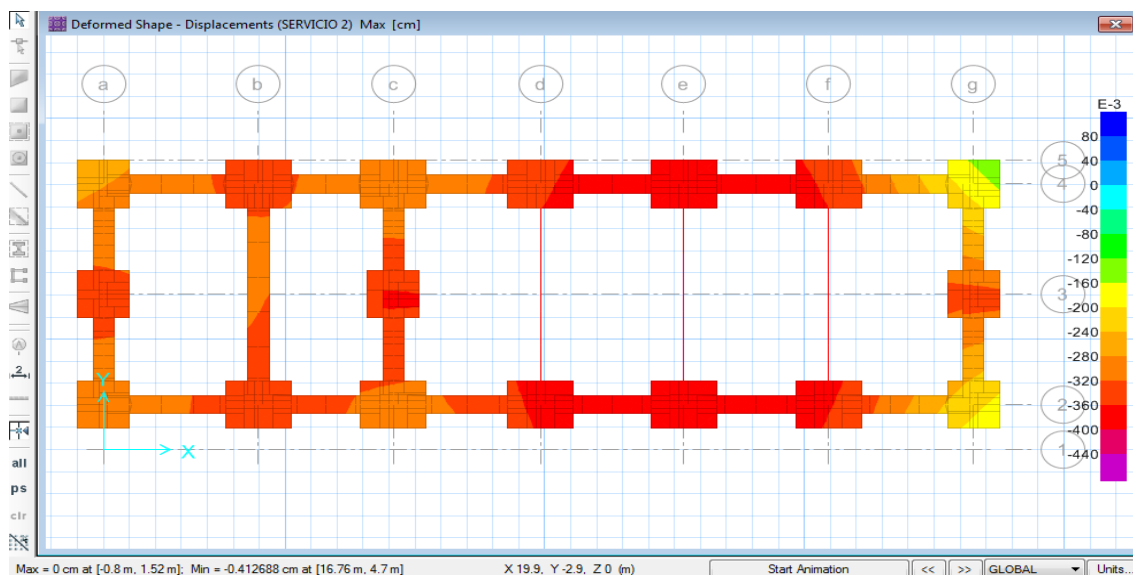 Deformed Shape - Displacements (SERVICIO 2) Max [cm]
a b c d e f g
E-3
80
40
0
-40
-80
-120
-160
-200
-240
-280
-320
-360
-400
-440
5
4
3
2
1
Y
X
2
all
ps
clr
Max = 0 cm at [-0.8 m, 1.52 m]; Min = -0.412688 cm at [16.76 m, 4.7 m] X 19.9, Y -2.9, Z 0 (m) Start Animation << >> GLOBAL Units...